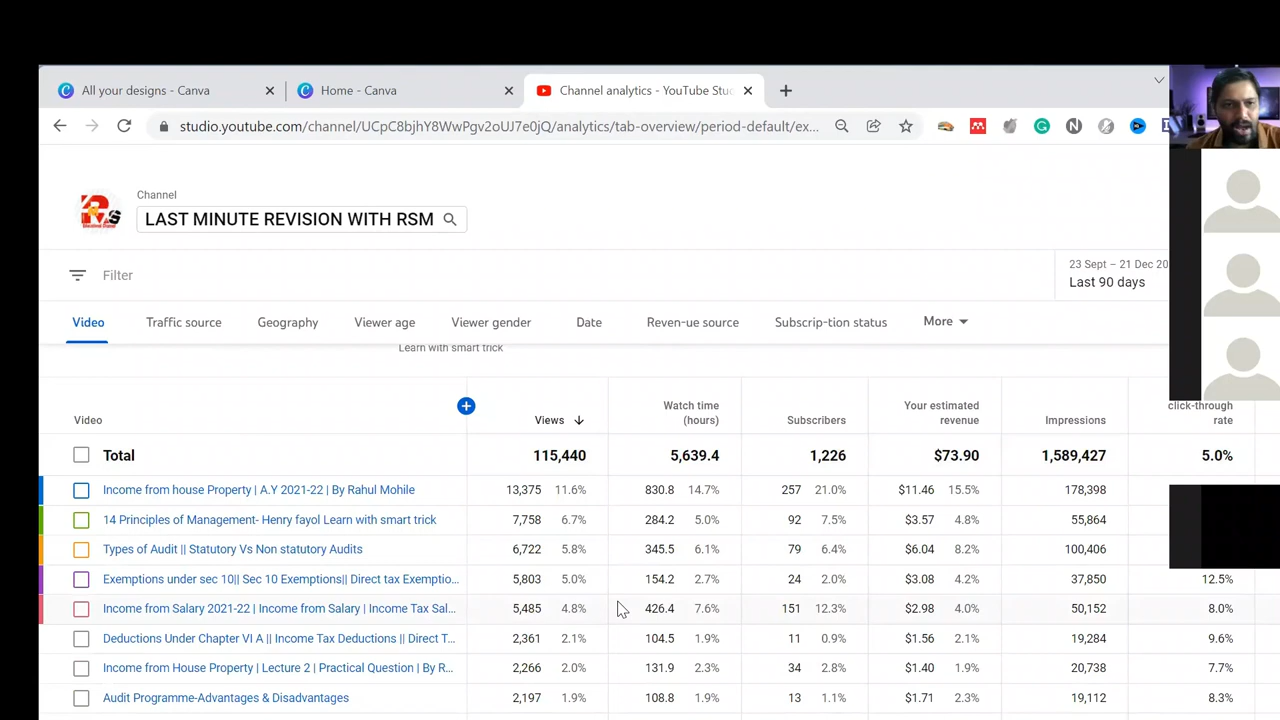 All your designs - Canva
Home - Canva
Channel analytics - YouTube Stu
studio.youtube.com/channel/UCpC8bjhY8WwPgv2oUJ7e0jQ/analytics/tab-overview/period-default/ex...
Channel
LAST MINUTE REVISION WITH RSM
Filter
23 Sept – 21 Dec 20
Last 90 days
Video Traffic source Geography Viewer age Viewer gender Date Reven-ue source Subscrip-tion status More
Learn with smart trick
Video Views Watch time (hours) Subscribers Your estimated revenue Impressions click-through rate
Total 115,440 5,639.4 1,226 $73.90 1,589,427 5.0%
Income from house Property | A.Y 2021-22 | By Rahul Mohile 13,375 11.6% 830.8 14.7% 257 21.0% $11.46 15.5% 178,398
14 Principles of Management- Henry fayol Learn with smart trick 7,758 6.7% 284.2 5.0% 92 7.5% $3.57 4.8% 55,864
Types of Audit || Statutory Vs Non statutory Audits 6,722 5.8% 345.5 6.1% 79 6.4% $6.04 8.2% 100,406
Exemptions under sec 10|| Sec 10 Exemptions|| Direct tax Exemptio... 5,803 5.0% 154.2 2.7% 24 2.0% $3.08 4.2% 37,850 12.5%
Income from Salary 2021-22 | Income from Salary | Income Tax Sal... 5,485 4.8% 426.4 7.6% 151 12.3% $2.98 4.0% 50,152 8.0%
Deductions Under Chapter VI A || Income Tax Deductions || Direct T... 2,361 2.1% 104.5 1.9% 11 0.9% $1.56 2.1% 19,284 9.6%
Income from House Property | Lecture 2 | Practical Question | By R... 2,266 2.0% 131.9 2.3% 34 2.8% $1.40 1.9% 20,738 7.7%
Audit Programme-Advantages & Disadvantages 2,197 1.9% 108.8 1.9% 13 1.1% $1.71 2.3% 19,112 8.3%